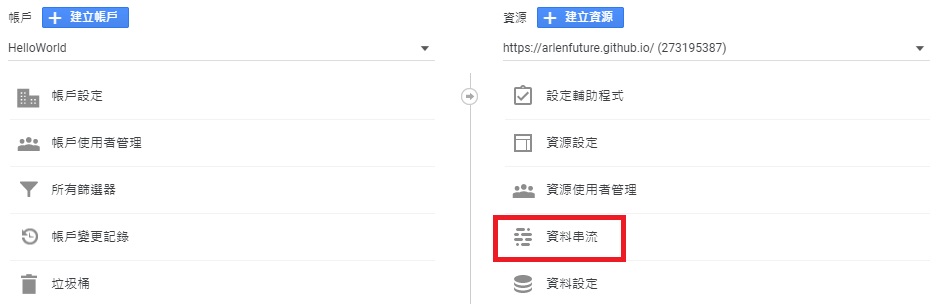 帳戶
建立帳戶
HelloWorld
帳戶設定
帳戶使用者管理
所有篩選器
帳戶變更記錄
垃圾桶
資源
建立資源
https://arlenfuture.github.io/ (273195387)
設定輔助程式
資源設定
資源使用者管理
資料串流
資料設定